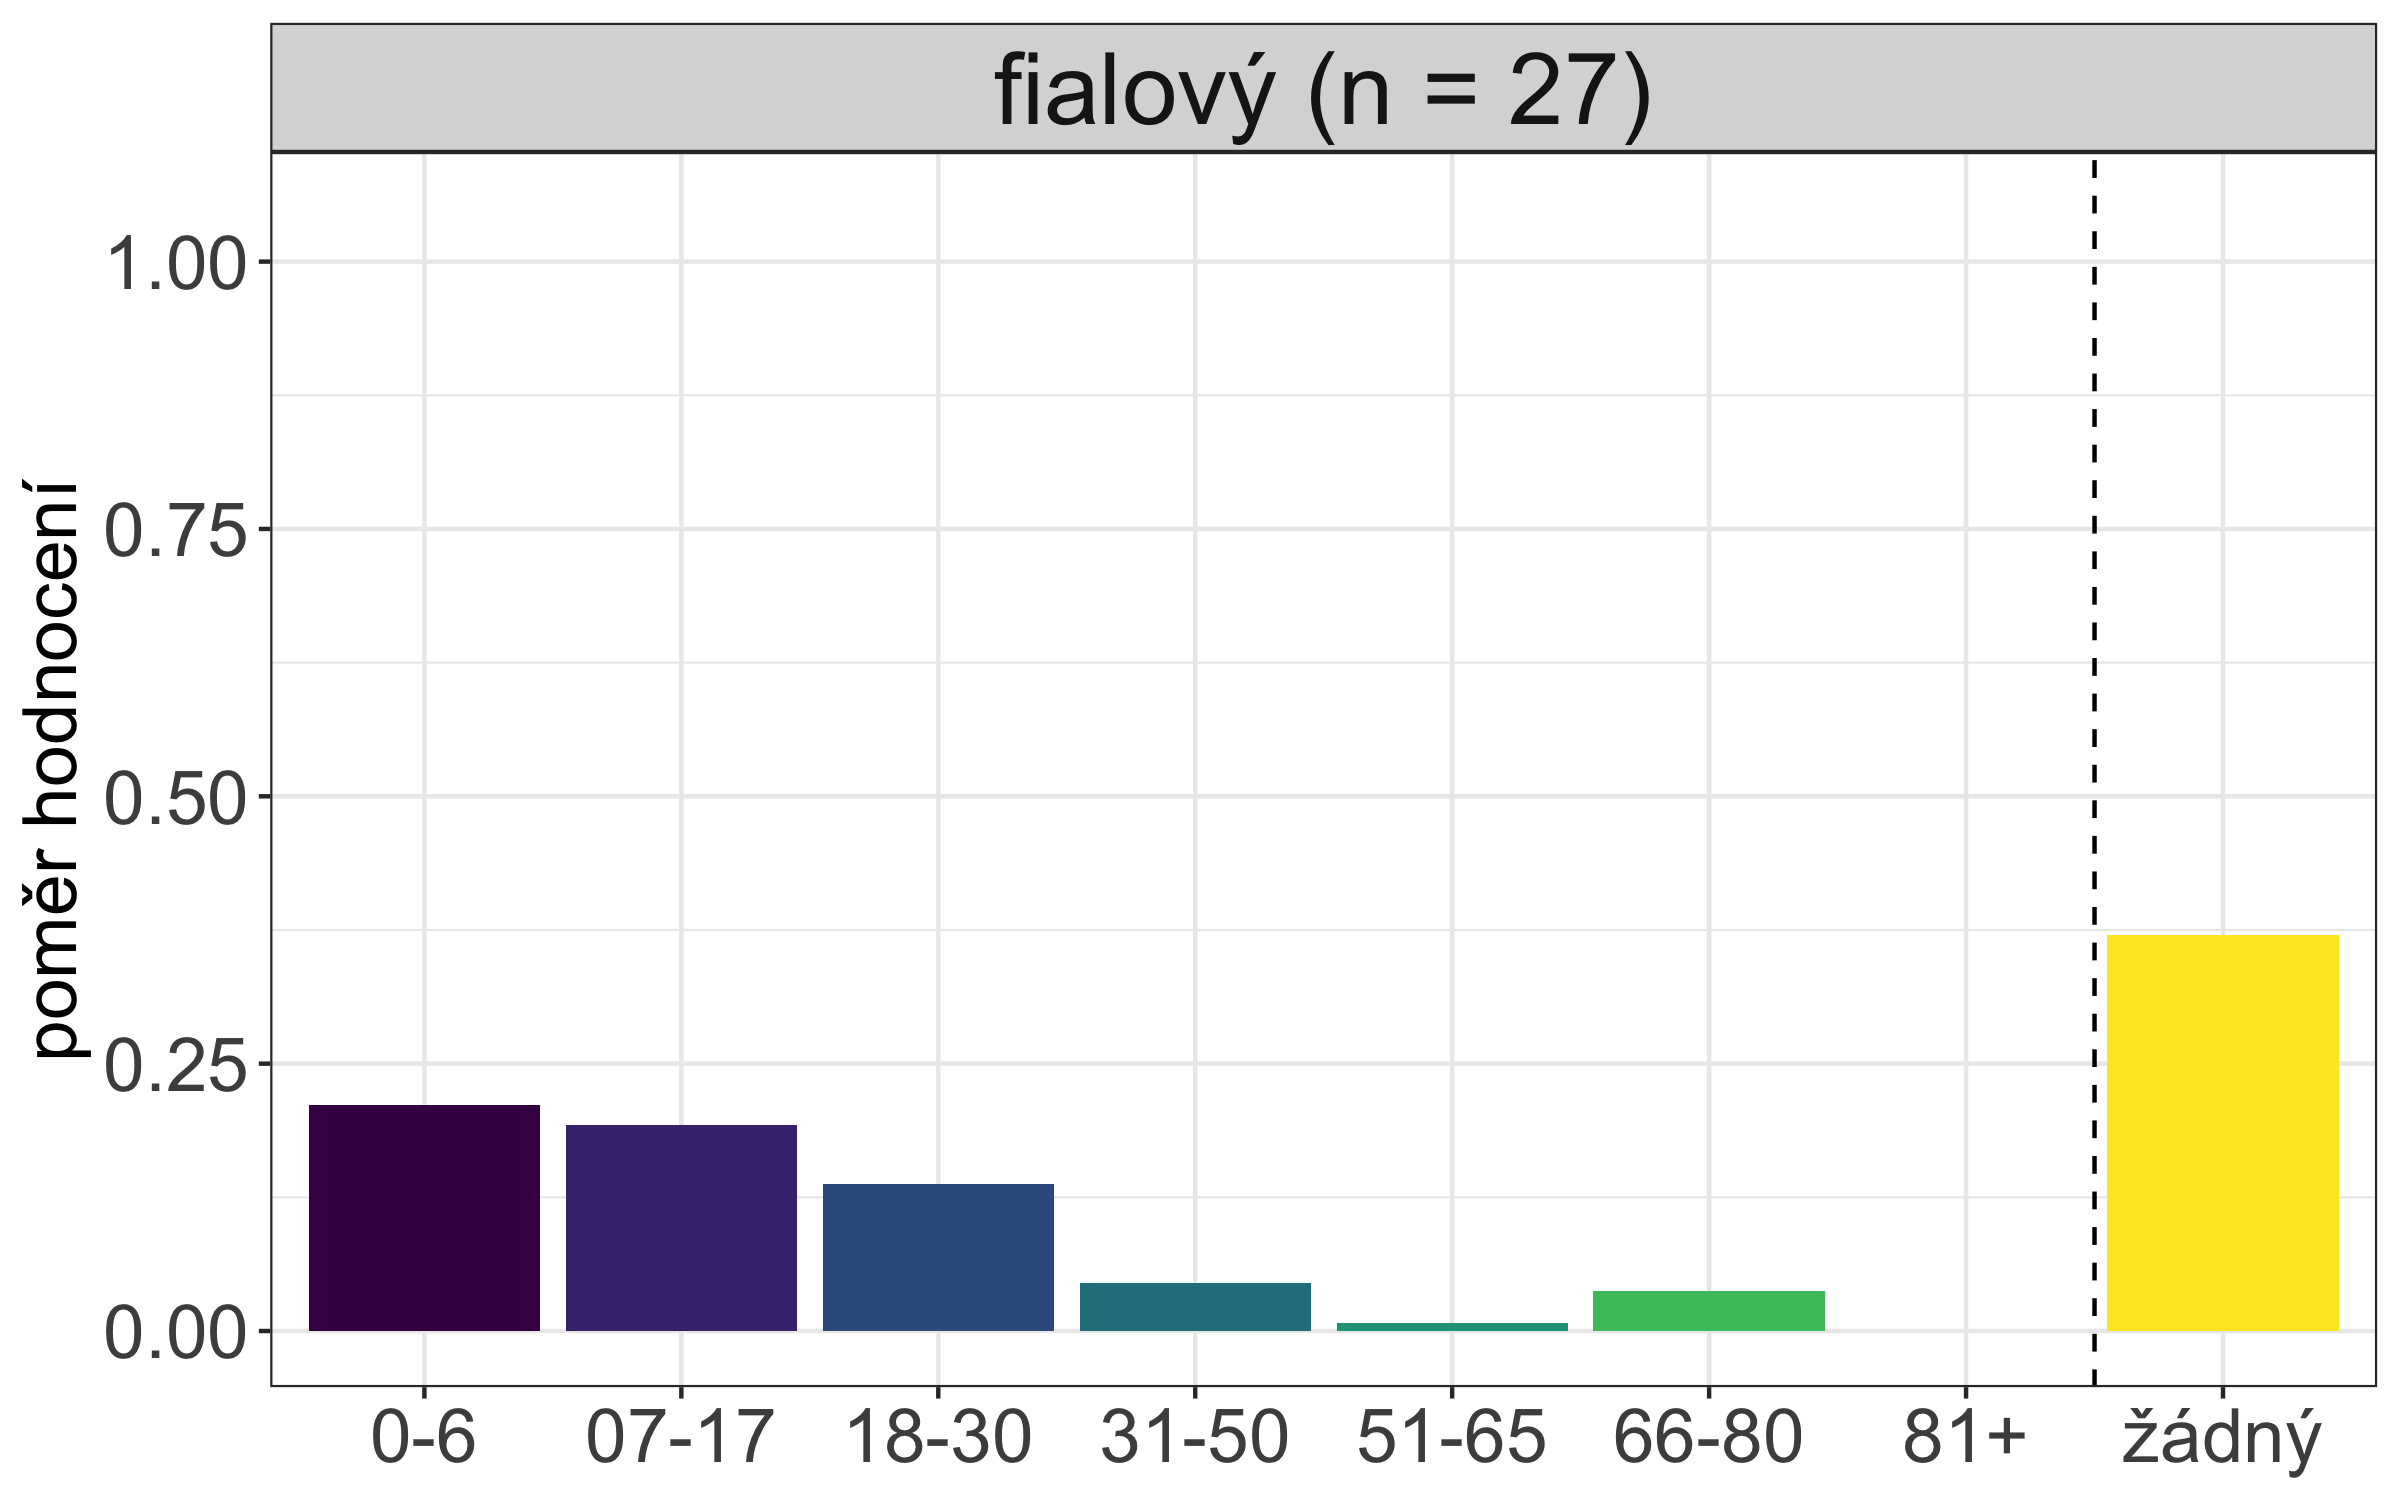 fialový (n = 27)
poměr hodnocení
1.00
0.75
0.50
0.25
0.00
0-6 07-17 18-30 31-50 51-65 66-80 81+ žádný